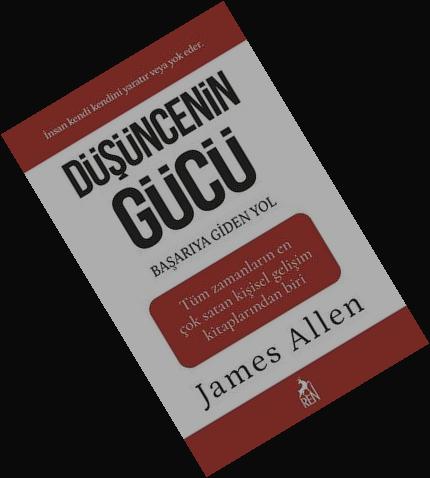 İnsan kendi kendini yaratır veya yok eder.
DÜŞÜNCENİN
GÜCÜ
BAŞARIYA GİDEN YOL
Tüm zamanların en
çok satan kişisel gelişim
kitaplarından biri
James Allen
REN